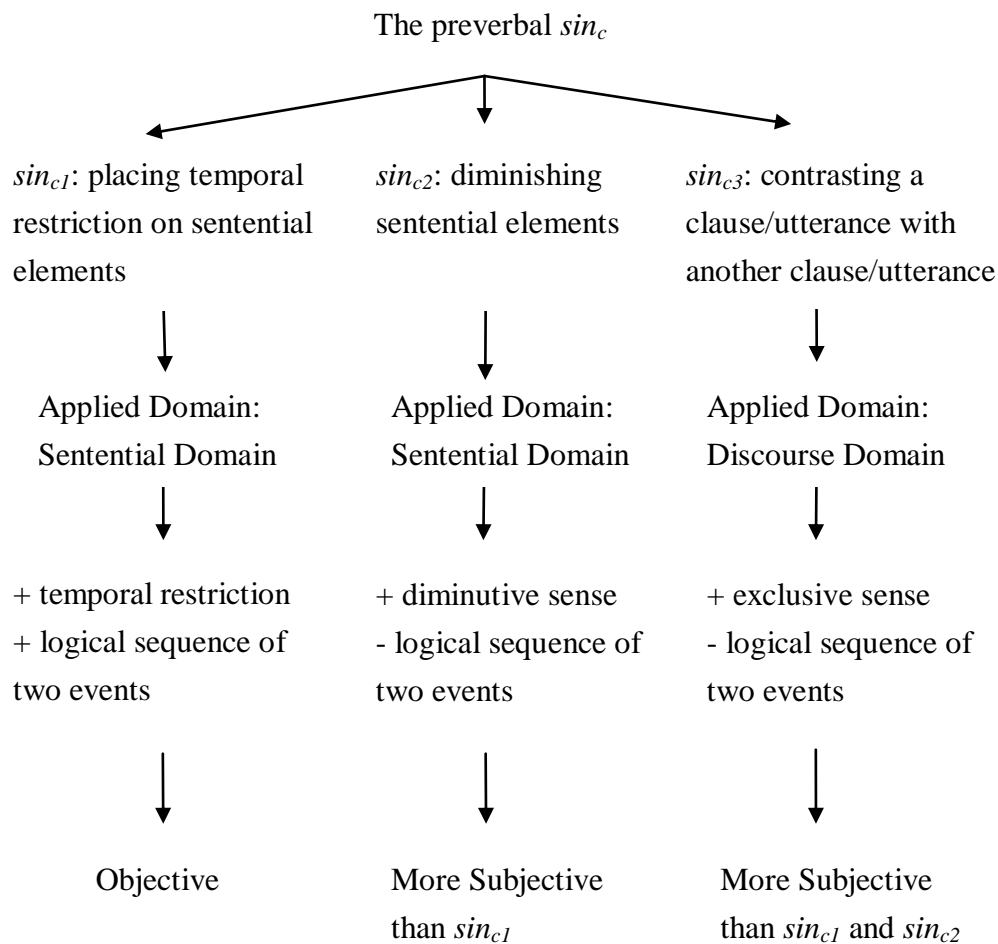 The preverbal sinc
sinc1: placing temporal
restriction on sentential
elements
sinc2: diminishing
sentential elements
sinc3: contrasting a
clause/utterance with
another clause/utterance
Applied Domain:
Sentential Domain
Applied Domain:
Sentential Domain
Applied Domain:
Discourse Domain
+ temporal restriction
+ logical sequence of
two events
+ diminutive sense
- logical sequence of
two events
+ exclusive sense
- logical sequence of
two events
Objective
More Subjective
than sinc1
More Subjective
than sinc1 and sinc2